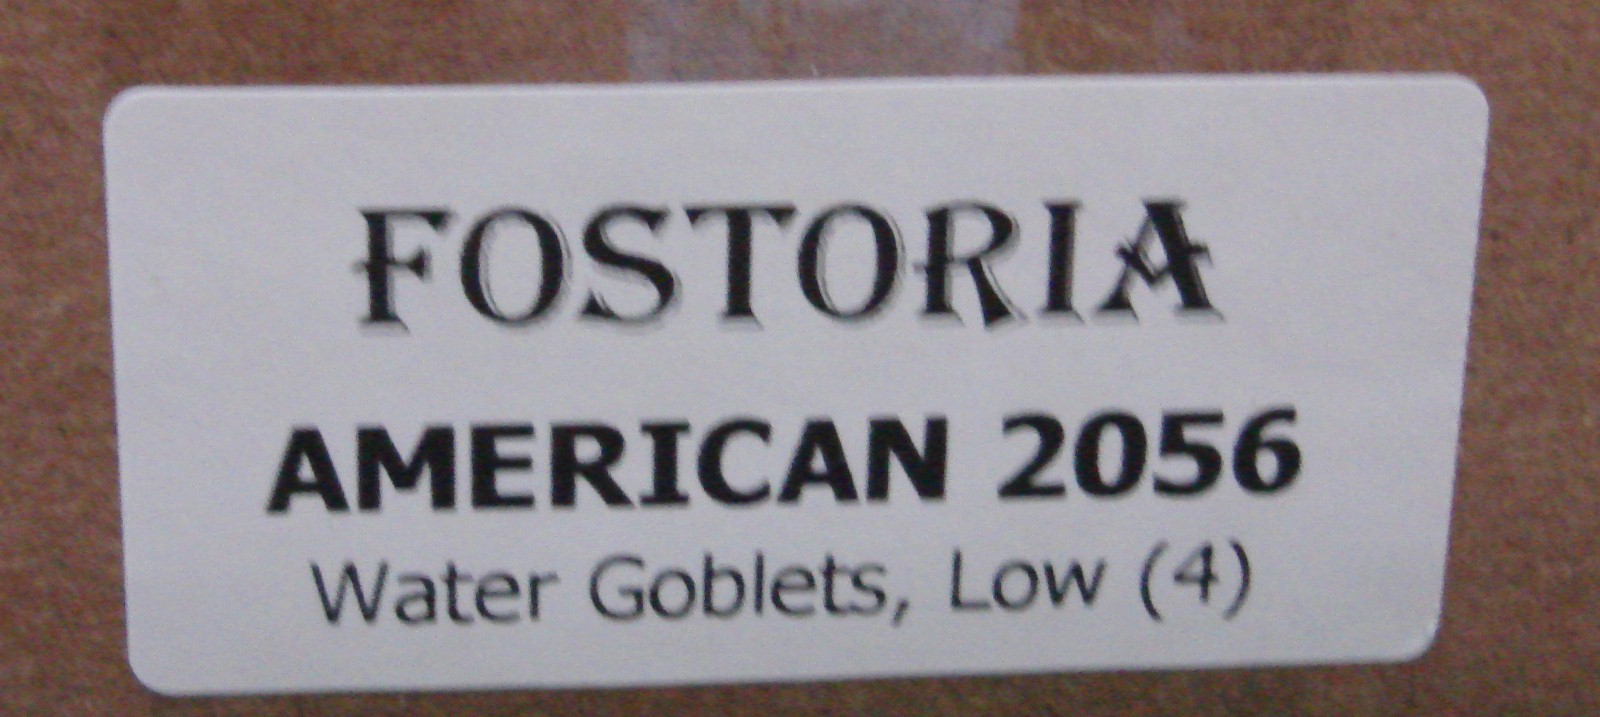 FOSTORIA
AMERICAN 2056
Water Goblets, Low (4)